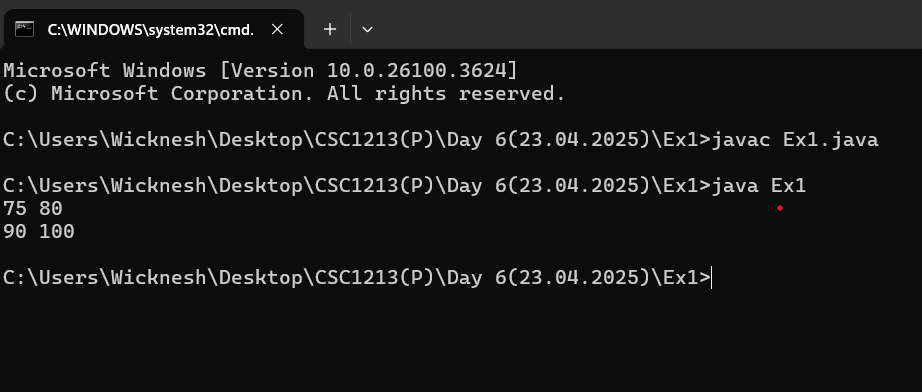 C:\WINDOWS\system32\cmd.
Microsoft Windows [Version 10.0.26100.3624]
(c) Microsoft Corporation. All rights reserved.
C:\Users\Wicknesh\Desktop\CSC1213(P)\Day 6(23.04.2025)\Ex1>javac Ex1.java
C:\Users\Wicknesh\Desktop\CSC1213(P)\Day 6(23.04.2025)\Ex1>java Ex1
75 80
90 100
C:\Users\Wicknesh\Desktop\CSC1213(P)\Day 6(23.04.2025)\Ex1>